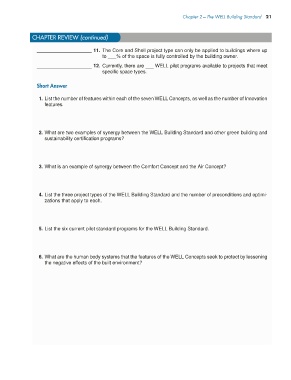 Chapter 2 – The WELL Building Standard 21
CHAPTER REVIEW (continued)
11. The Core and Shell project type can only be applied to buildings where up
to ___% of the space is fully controlled by the building owner.
12. Currently, there are ___ WELL pilot programs available to projects that meet
specific space types.
Short Answer
1. List the number of features within each of the seven WELL Concepts, as well as the number of Innovation
features.
2. What are two examples of synergy between the WELL Building Standard and other green building and
sustainability certification programs?
3. What is an example of synergy between the Comfort Concept and the Air Concept?
4. List the three project types of the WELL Building Standard and the number of preconditions and optimi-
zations that apply to each.
5. List the six current pilot standard programs for the WELL Building Standard.
6. What are the human body systems that the features of the WELL Concepts seek to protect by lessening
the negative effects of the built environment?